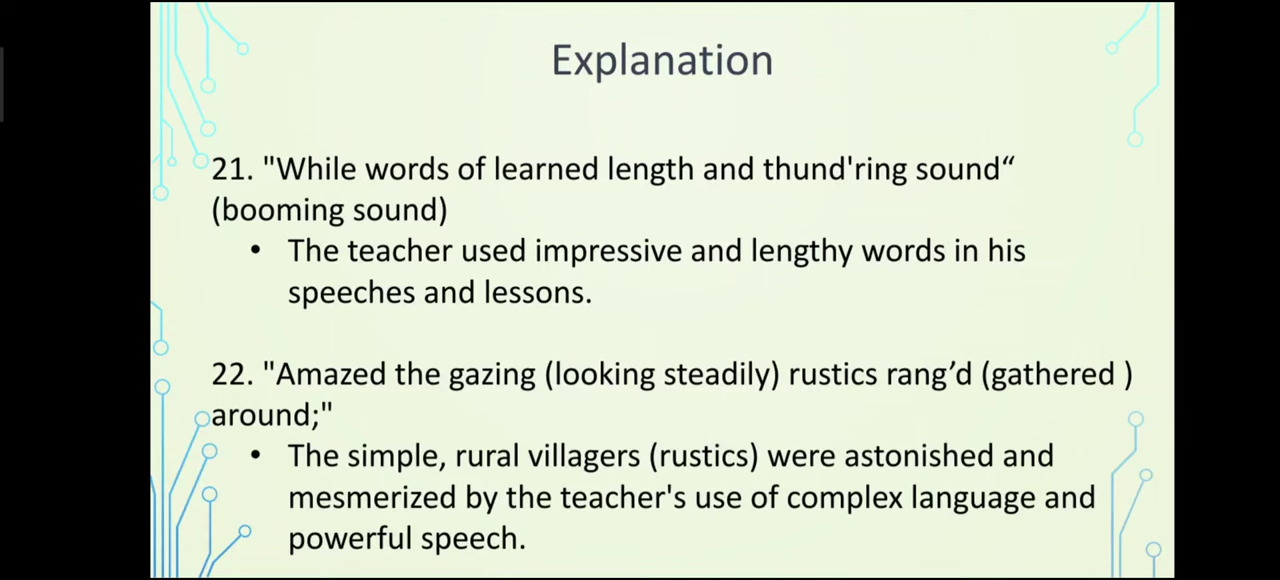 Explanation
21. "While words of learned length and thund'ring sound“
(booming sound)
• The teacher used impressive and lengthy words in his
speeches and lessons.
22. "Amazed the gazing (looking steadily) rustics rang’d (gathered )
around;"
• The simple, rural villagers (rustics) were astonished and
mesmerized by the teacher's use of complex language and
powerful speech.